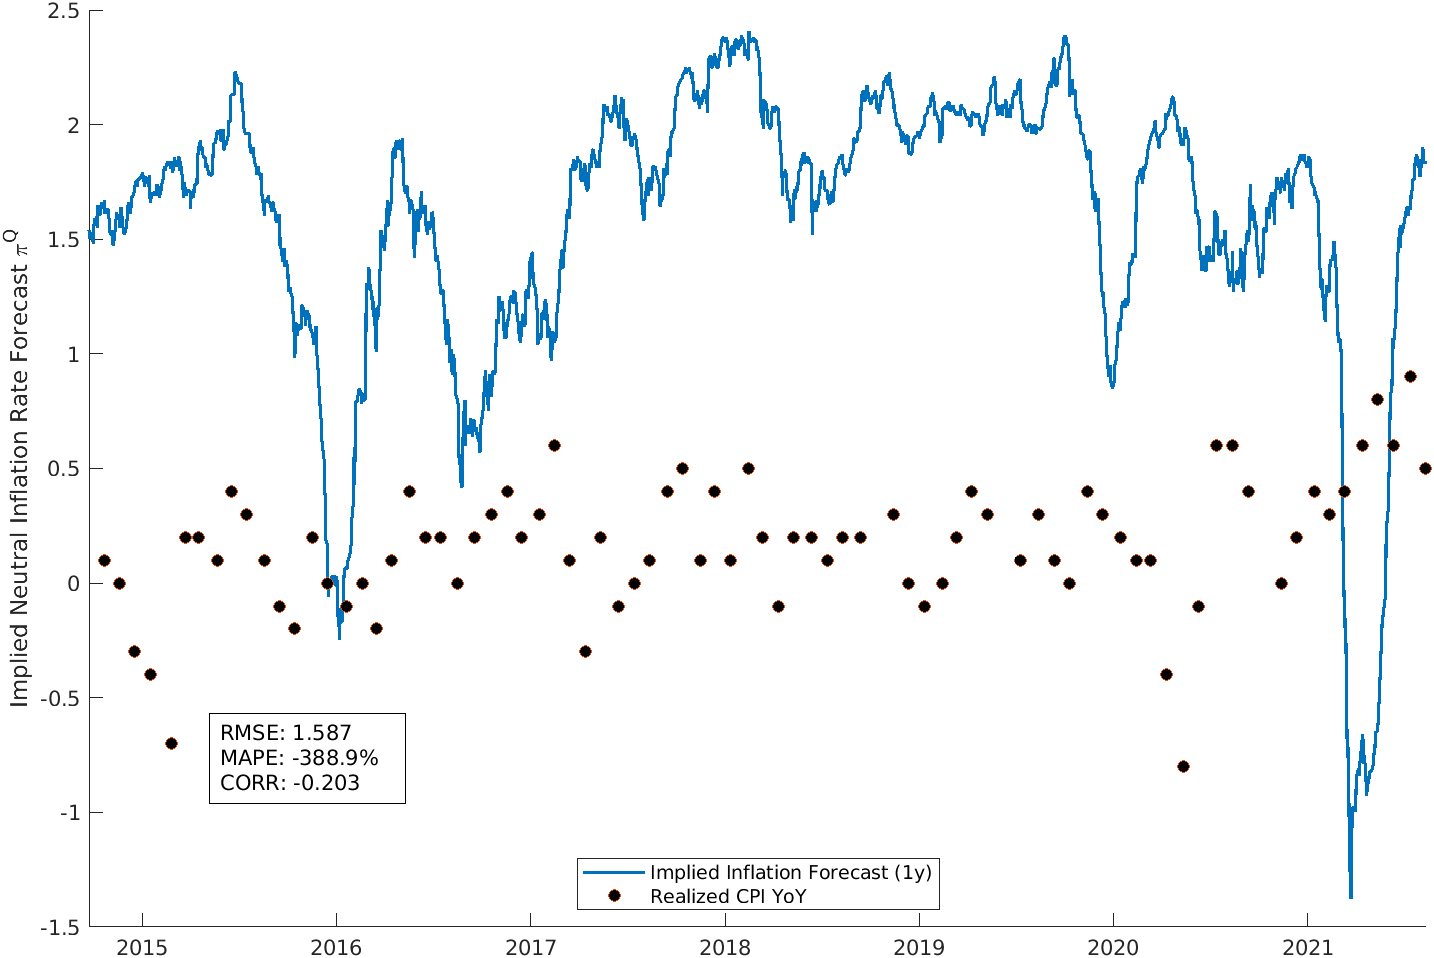 2.5
2
1.5
1
0.5
0
-0.5
-1
-1.5
Implied Neutral Inflation Rate Forecast π^Q
RMSE: 1.587
MAPE: -388.9%
CORR: -0.203
Implied Inflation Forecast (1y)
Realized CPI YoY
2015 2016 2017 2018 2019 2020 2021